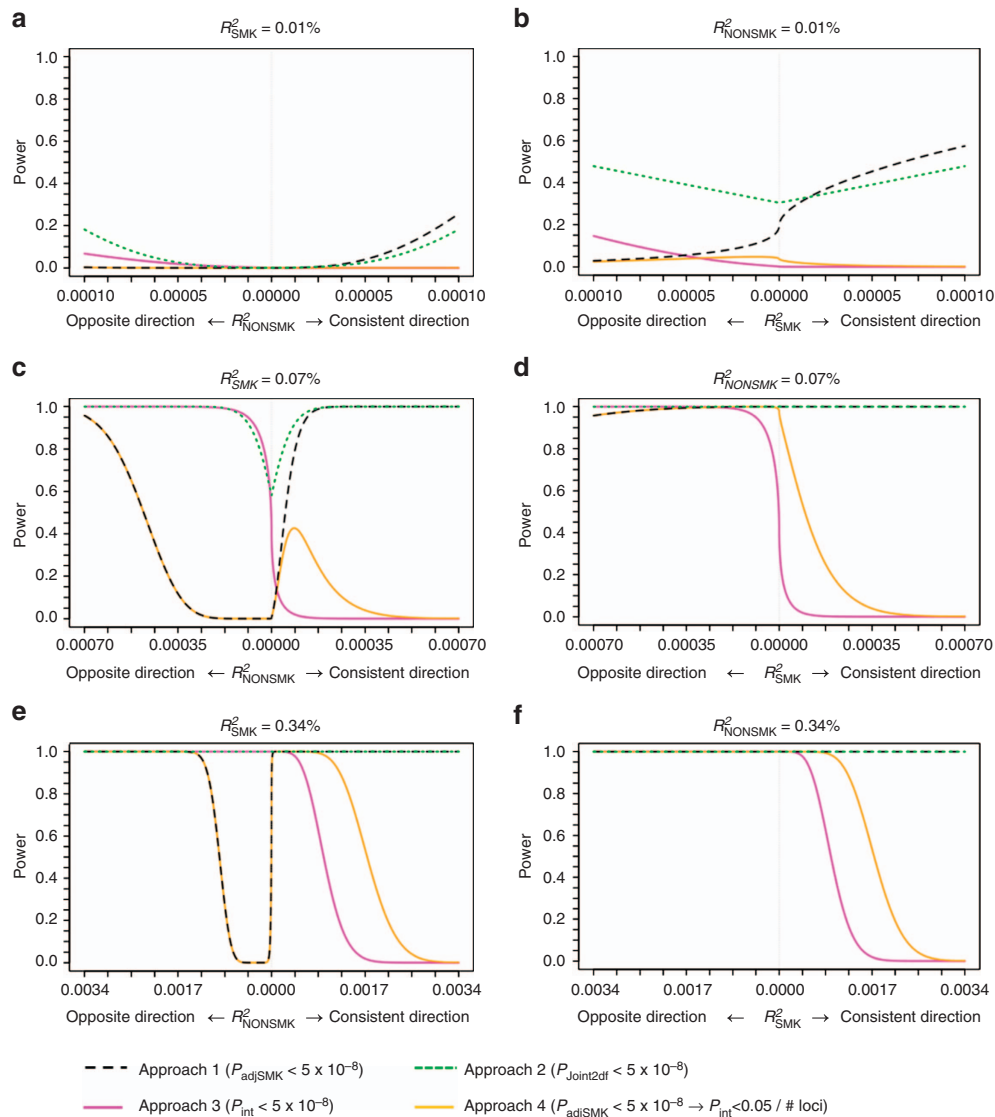 a
R²SMK = 0.01%
Power
1.0
0.8
0.6
0.4
0.2
0.0
0.00010 0.00005 0.00000 0.00005 0.00010
Opposite direction ← R²NONSMK → Consistent direction
b
R²NONSMK = 0.01%
Power
1.0
0.8
0.6
0.4
0.2
0.0
0.00010 0.00005 0.00000 0.00005 0.00010
Opposite direction ← R²SMK → Consistent direction
c
R²SMK = 0.07%
Power
1.0
0.8
0.6
0.4
0.2
0.0
0.00070 0.00035 0.00000 0.00035 0.00070
Opposite direction ← R²NONSMK → Consistent direction
d
R²NONSMK = 0.07%
Power
1.0
0.8
0.6
0.4
0.2
0.0
0.00070 0.00035 0.00000 0.00035 0.00070
Opposite direction ← R²SMK → Consistent direction
e
R²SMK = 0.34%
Power
1.0
0.8
0.6
0.4
0.2
0.0
0.0034 0.0017 0.0000 0.0017 0.0034
Opposite direction ← R²NONSMK → Consistent direction
f
R²NONSMK = 0.34%
Power
1.0
0.8
0.6
0.4
0.2
0.0
0.0034 0.0017 0.0000 0.0017 0.0034
Opposite direction ← R²SMK → Consistent direction
Approach 1 (PadjSMK < 5 x 10⁻⁸)
Approach 2 (PJoint2df < 5 x 10⁻⁸)
Approach 3 (Pint < 5 x 10⁻⁸)
Approach 4 (PadjSMK < 5 x 10⁻⁸ → Pint<0.05 / # loci)